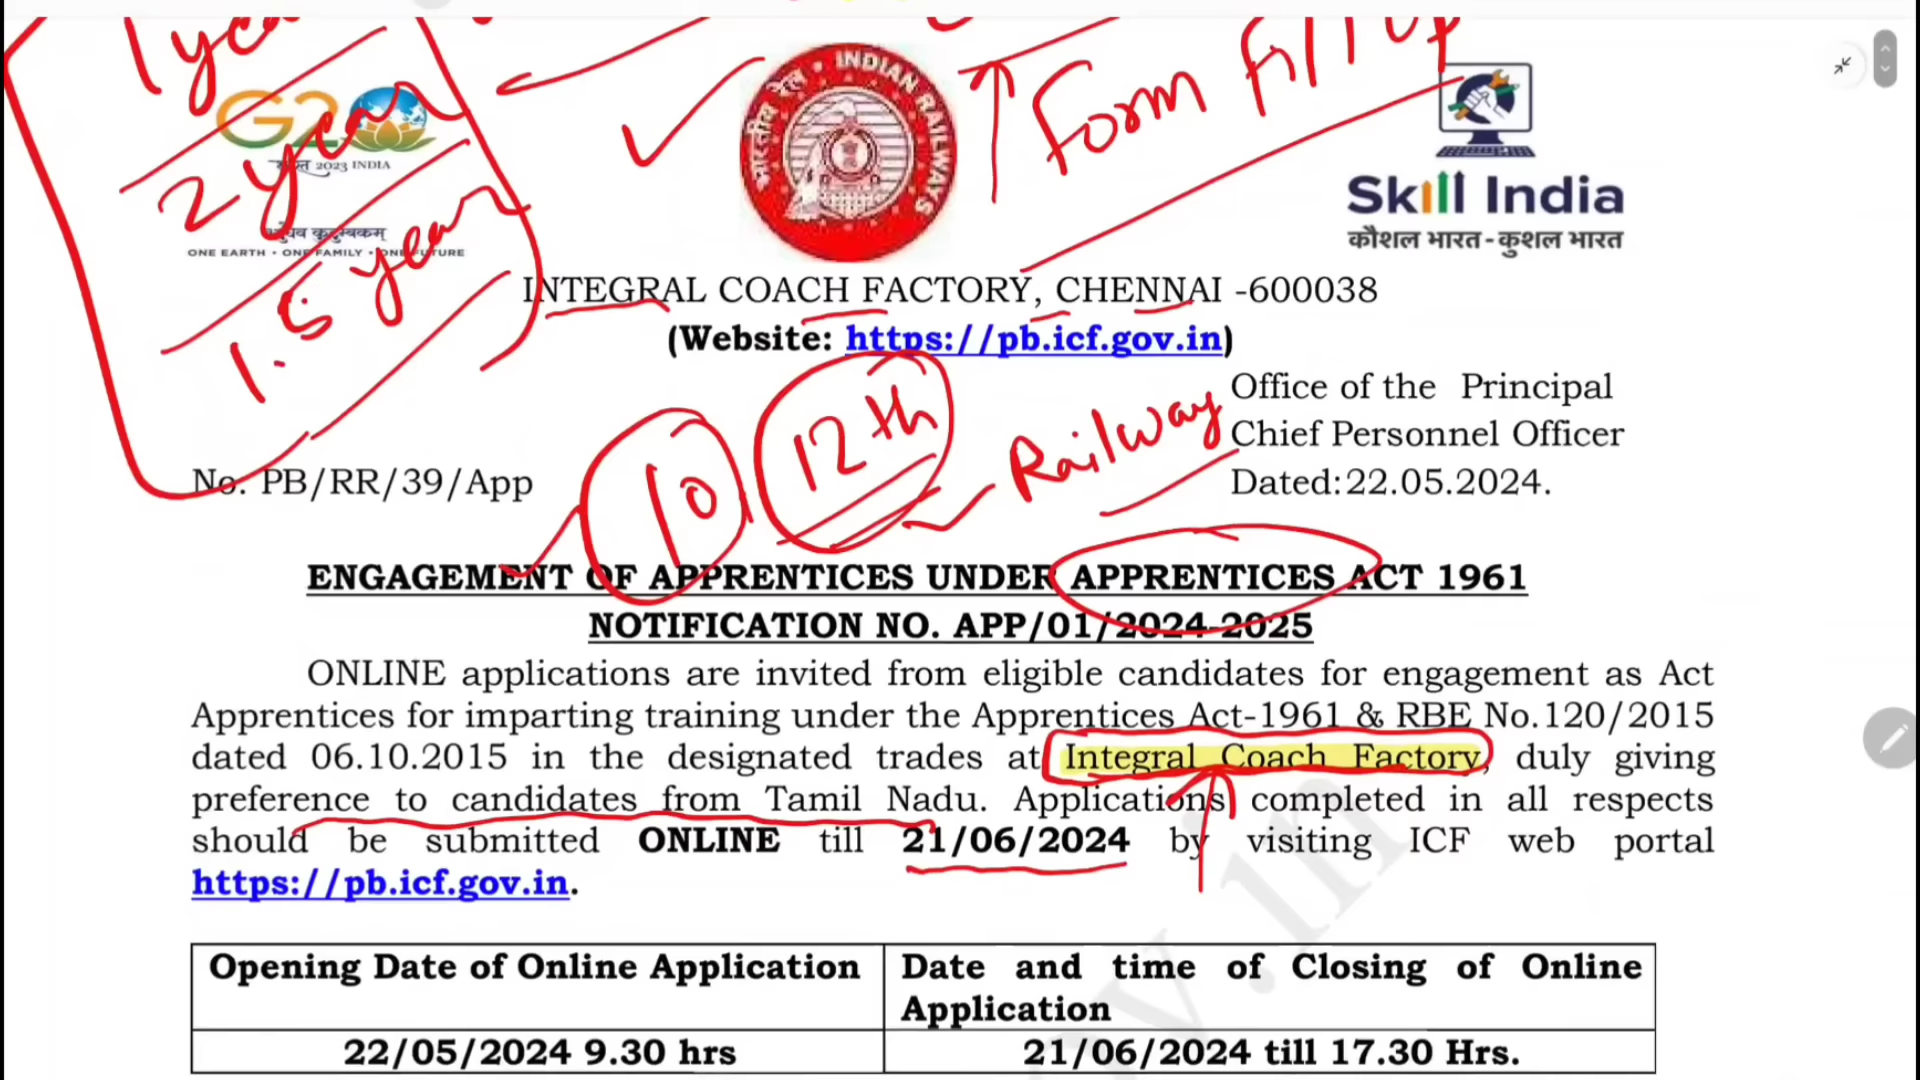 1 year
Form Fill Up
भारतीय रेल • INDIAN RAILWAYS
G20
2 year
2023 INDIA
Skill India
कौशल भारत - कुशल भारत
कुटुम्बकम्
ONE EARTH • ONE FAMILY • ONE FUTURE
1.5 year
INTEGRAL COACH FACTORY, CHENNAI -600038
(Website: https://pb.icf.gov.in)
10 12th Railway
Office of the Principal
Chief Personnel Officer
No. PB/RR/39/App Dated:22.05.2024.
ENGAGEMENT OF APPRENTICES UNDER APPRENTICES ACT 1961
NOTIFICATION NO. APP/01/2024-2025
ONLINE applications are invited from eligible candidates for engagement as Act
Apprentices for imparting training under the Apprentices Act-1961 & RBE No.120/2015
dated 06.10.2015 in the designated trades at Integral Coach Factory, duly giving
preference to candidates from Tamil Nadu. Applications completed in all respects
should be submitted ONLINE till 21/06/2024 by visiting ICF web portal
https://pb.icf.gov.in.
Opening Date of Online Application
Date and time of Closing of Online
Application
22/05/2024 9.30 hrs
21/06/2024 till 17.30 Hrs.